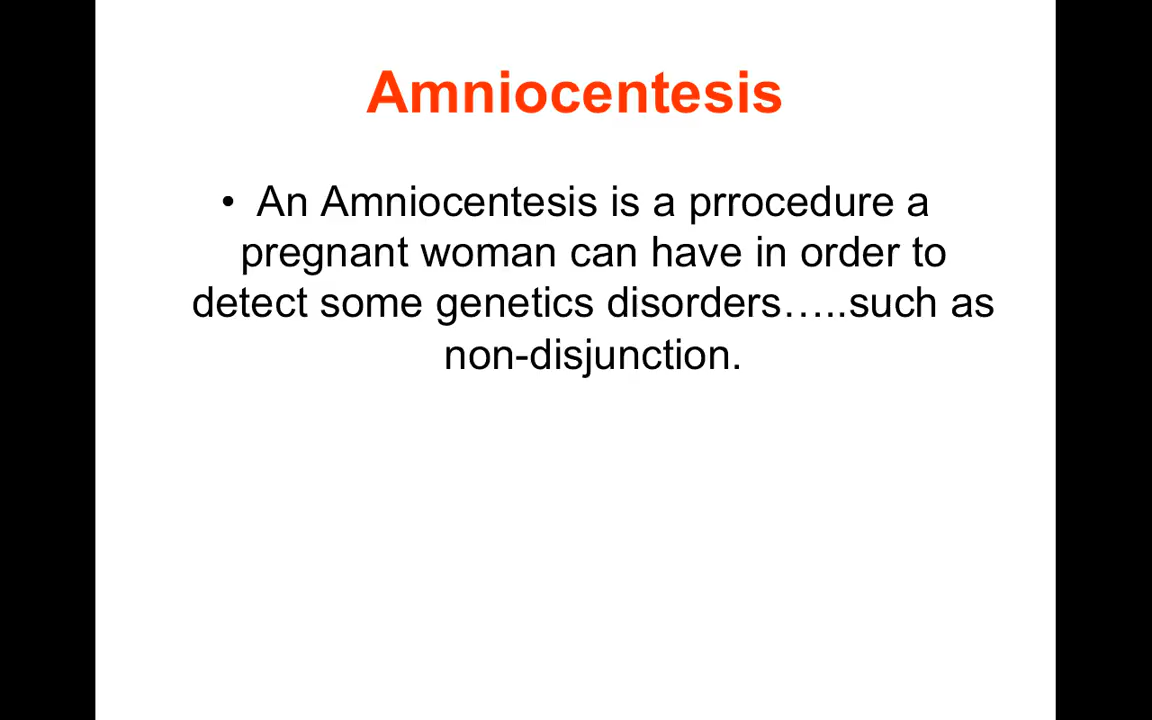 Amniocentesis
• An Amniocentesis is a prrocedure a
pregnant woman can have in order to
detect some genetics disorders…..such as
non-disjunction.